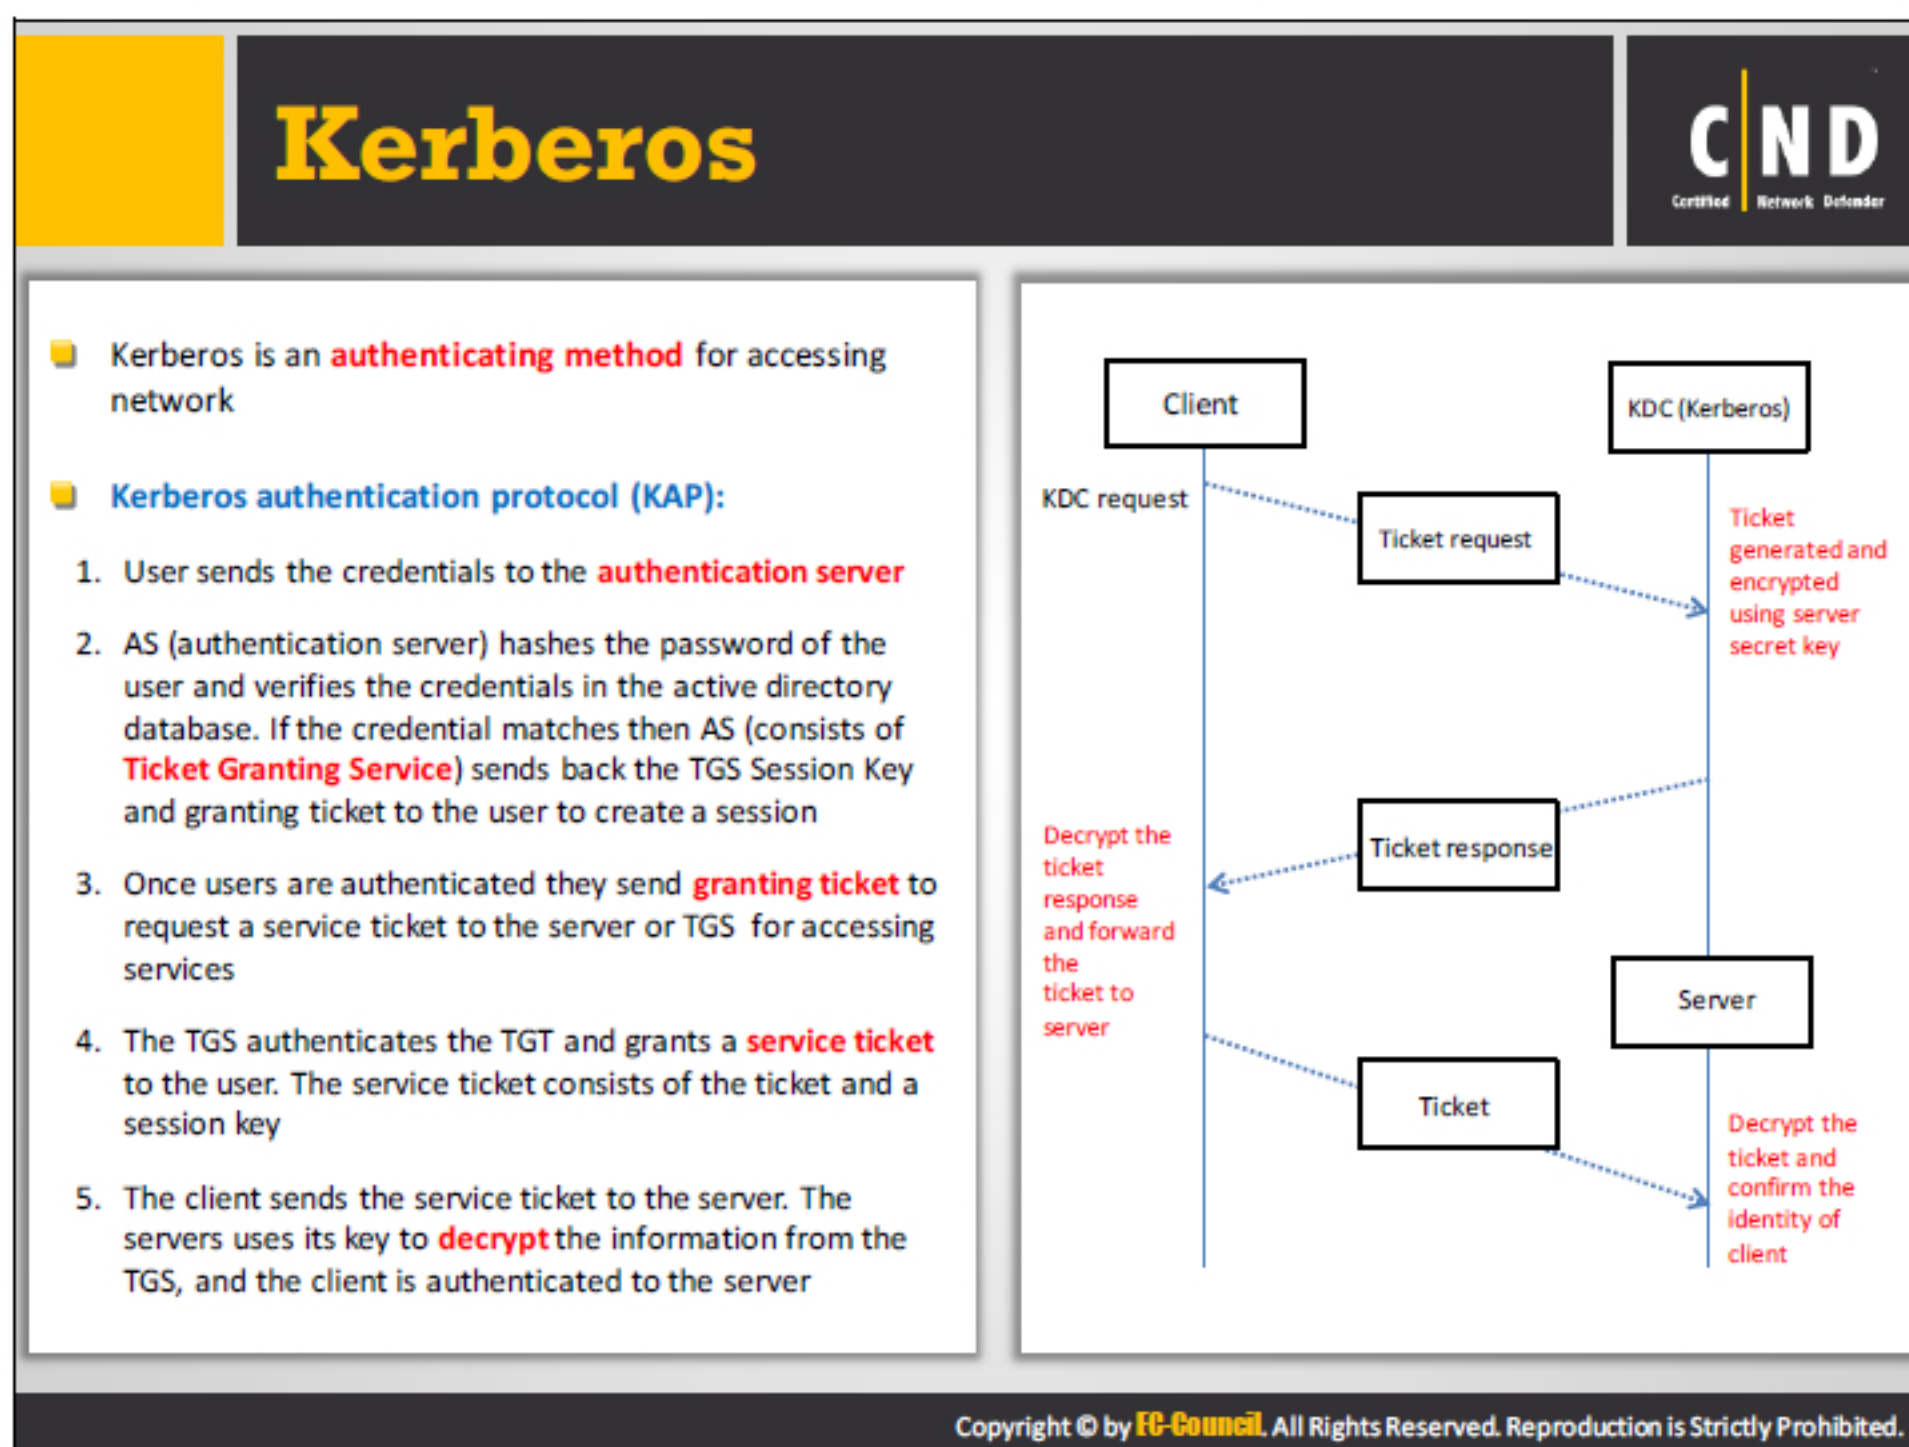 Kerberos
C ND
Certified Network Defender
Kerberos is an authenticating method for accessing
network
Kerberos authentication protocol (KAP):
1. User sends the credentials to the authentication server
2. AS (authentication server) hashes the password of the
user and verifies the credentials in the active directory
database. If the credential matches then AS (consists of
Ticket Granting Service) sends back the TGS Session Key
and granting ticket to the user to create a session
3. Once users are authenticated they send granting ticket to
request a service ticket to the server or TGS for accessing
services
4. The TGS authenticates the TGT and grants a service ticket
to the user. The service ticket consists of the ticket and a
session key
5. The client sends the service ticket to the server. The
servers uses its key to decrypt the information from the
TGS, and the client is authenticated to the server
Client
KDC (Kerberos)
KDC request
Ticket request
Ticket
generated and
encrypted
using server
secret key
Ticket response
Decrypt the
ticket
response
and forward
the
ticket to
server
Server
Ticket
Decrypt the
ticket and
confirm the
identity of
client
Copyright © by EC-Council. All Rights Reserved. Reproduction is Strictly Prohibited.